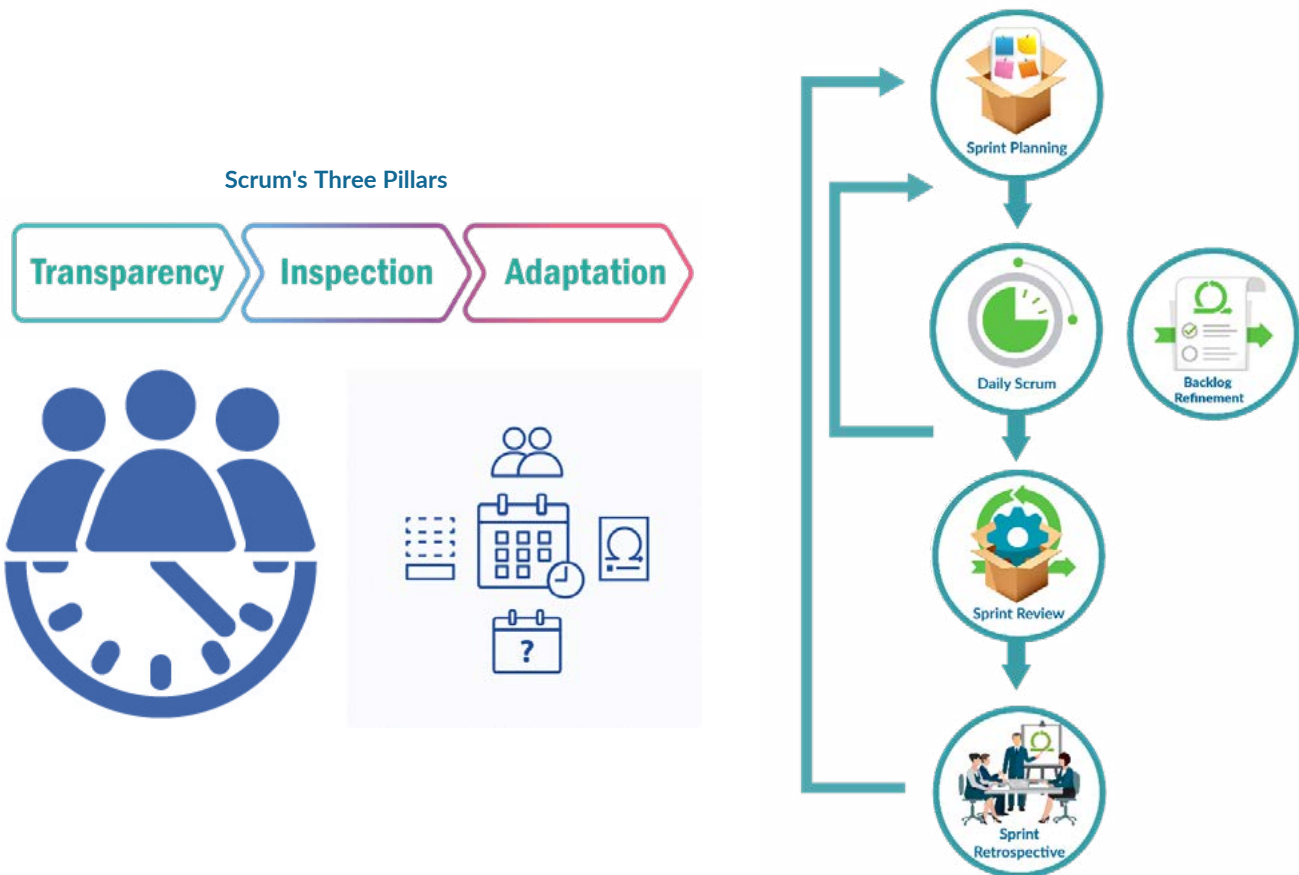 Scrum's Three Pillars
Transparency
Inspection
Adaptation
?
Sprint Planning
Daily Scrum
Backlog
Refinement
Sprint Review
Sprint
Retrospective